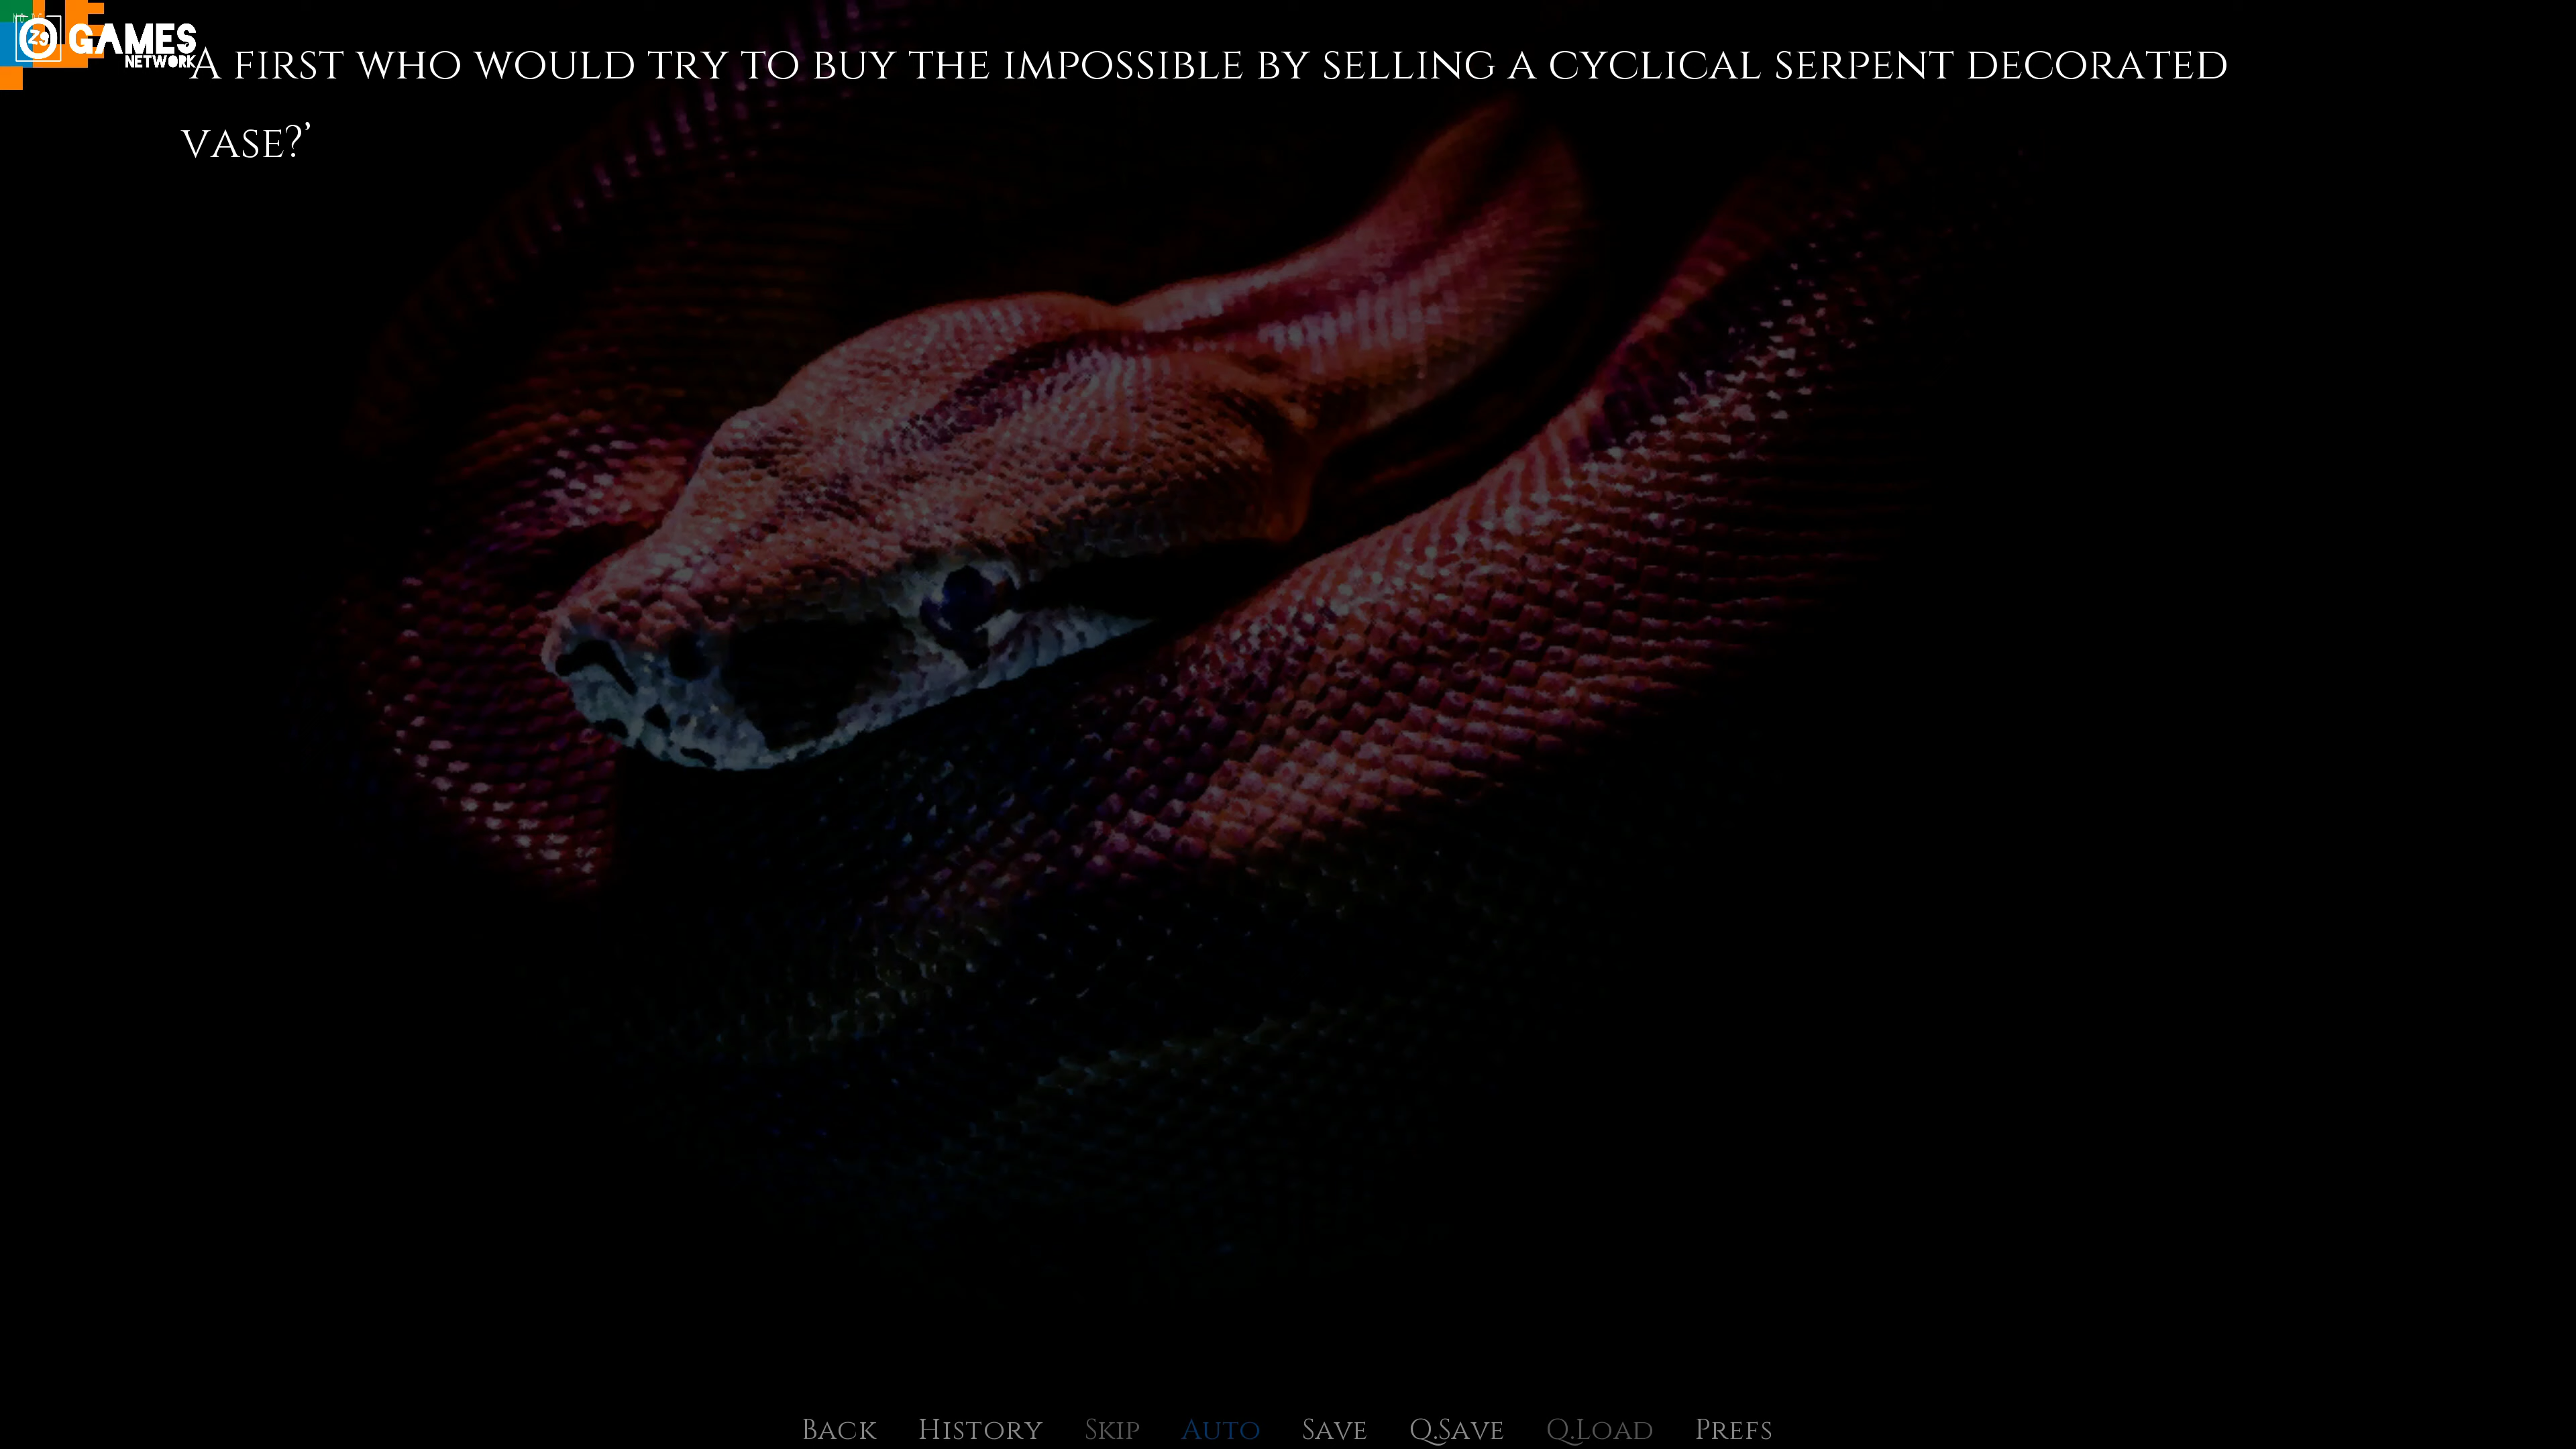 Z9 GAMES
NETWORK
'A FIRST WHO WOULD TRY TO BUY THE IMPOSSIBLE BY SELLING A CYCLICAL SERPENT DECORATED
VASE?’
BACK HISTORY SKIP AUTO SAVE Q.SAVE Q.LOAD PREFS